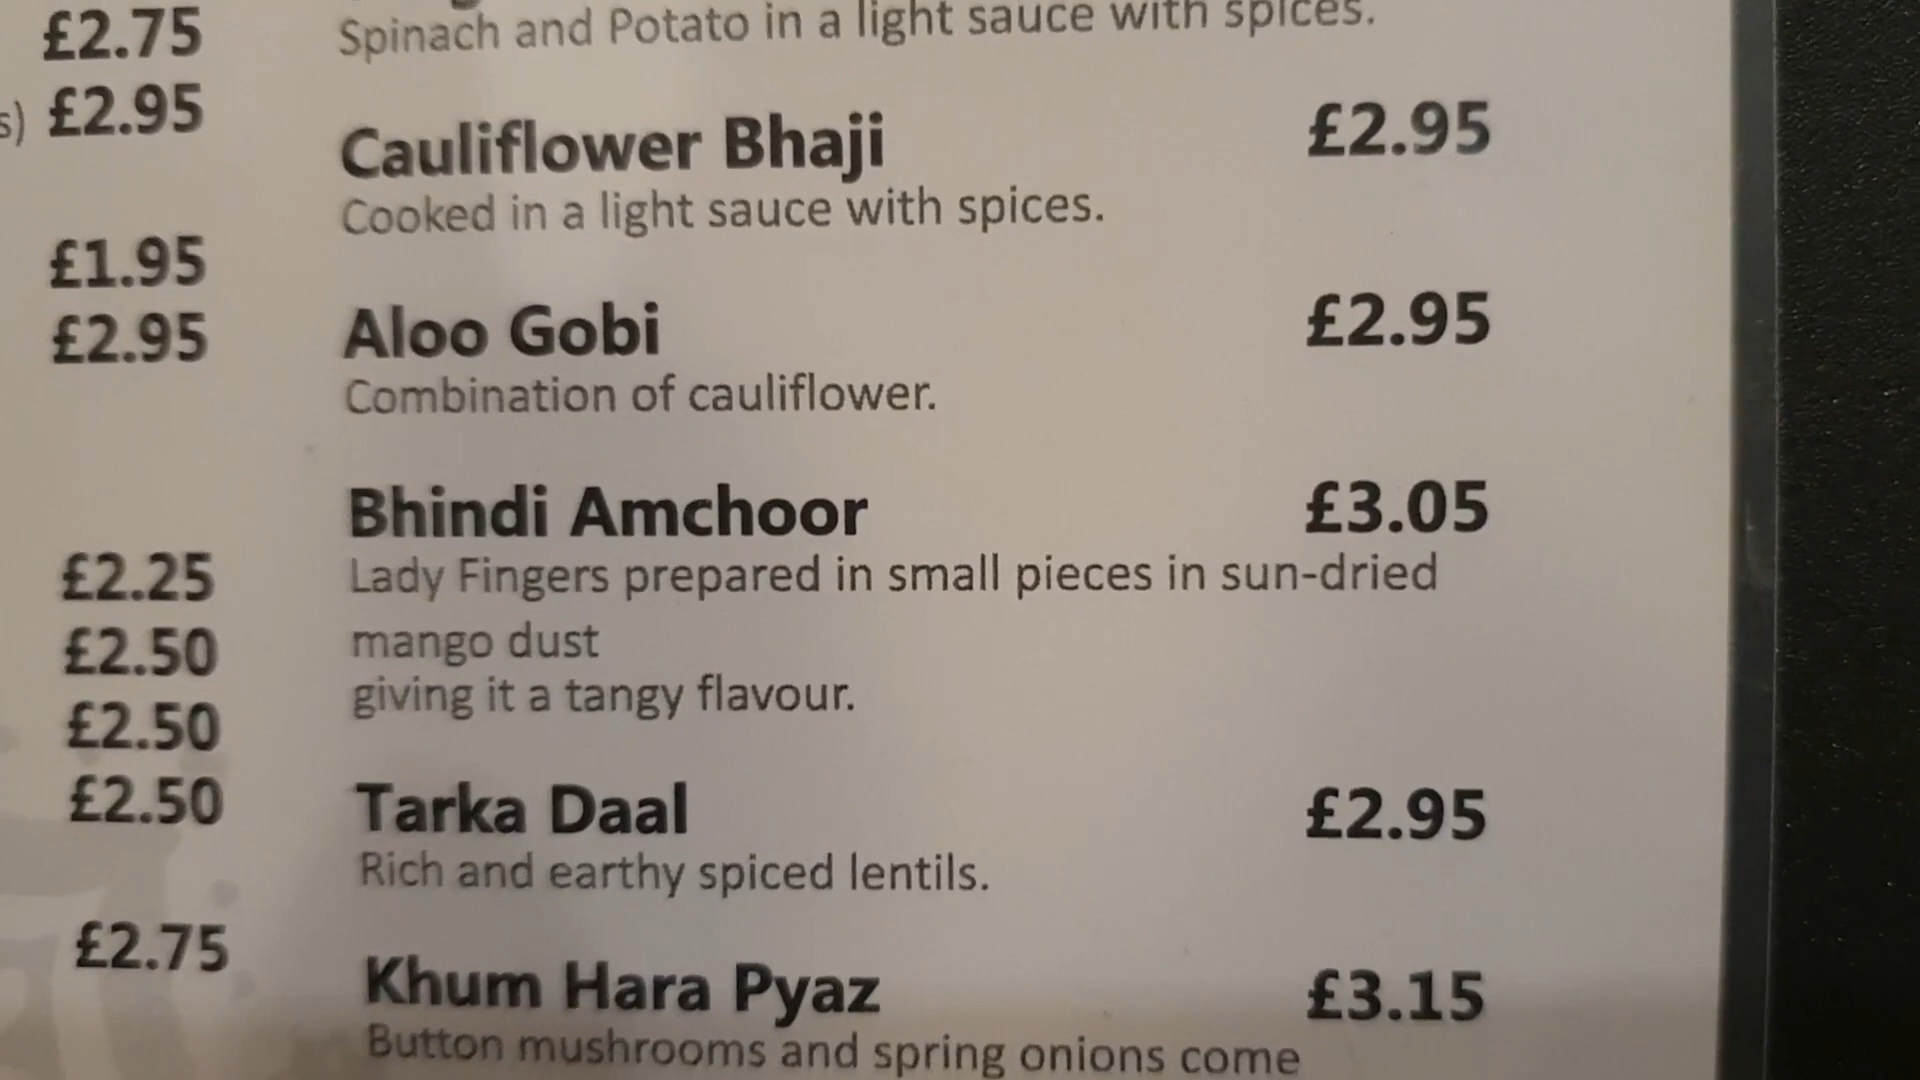 £2.75
s) £2.95
£1.95
£2.95
£2.25
£2.50
£2.50
£2.50
£2.75
Spinach and Potato in a light sauce with spices.
Cauliflower Bhaji £2.95
Cooked in a light sauce with spices.
Aloo Gobi £2.95
Combination of cauliflower.
Bhindi Amchoor £3.05
Lady Fingers prepared in small pieces in sun-dried
mango dust
giving it a tangy flavour.
Tarka Daal £2.95
Rich and earthy spiced lentils.
Khum Hara Pyaz £3.15
Button mushrooms and spring onions come